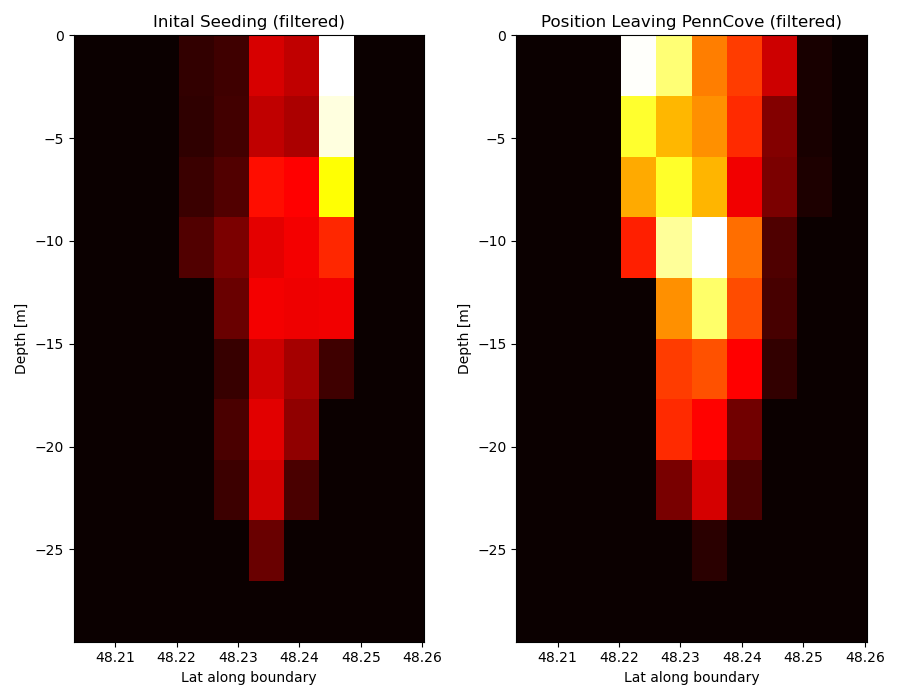 Inital Seeding (filtered)
0
−5
−10
−15
−20
−25
Depth [m]
48.21 48.22 48.23 48.24 48.25 48.26
Lat along boundary
Position Leaving PennCove (filtered)
0
−5
−10
−15
−20
−25
Depth [m]
48.21 48.22 48.23 48.24 48.25 48.26
Lat along boundary